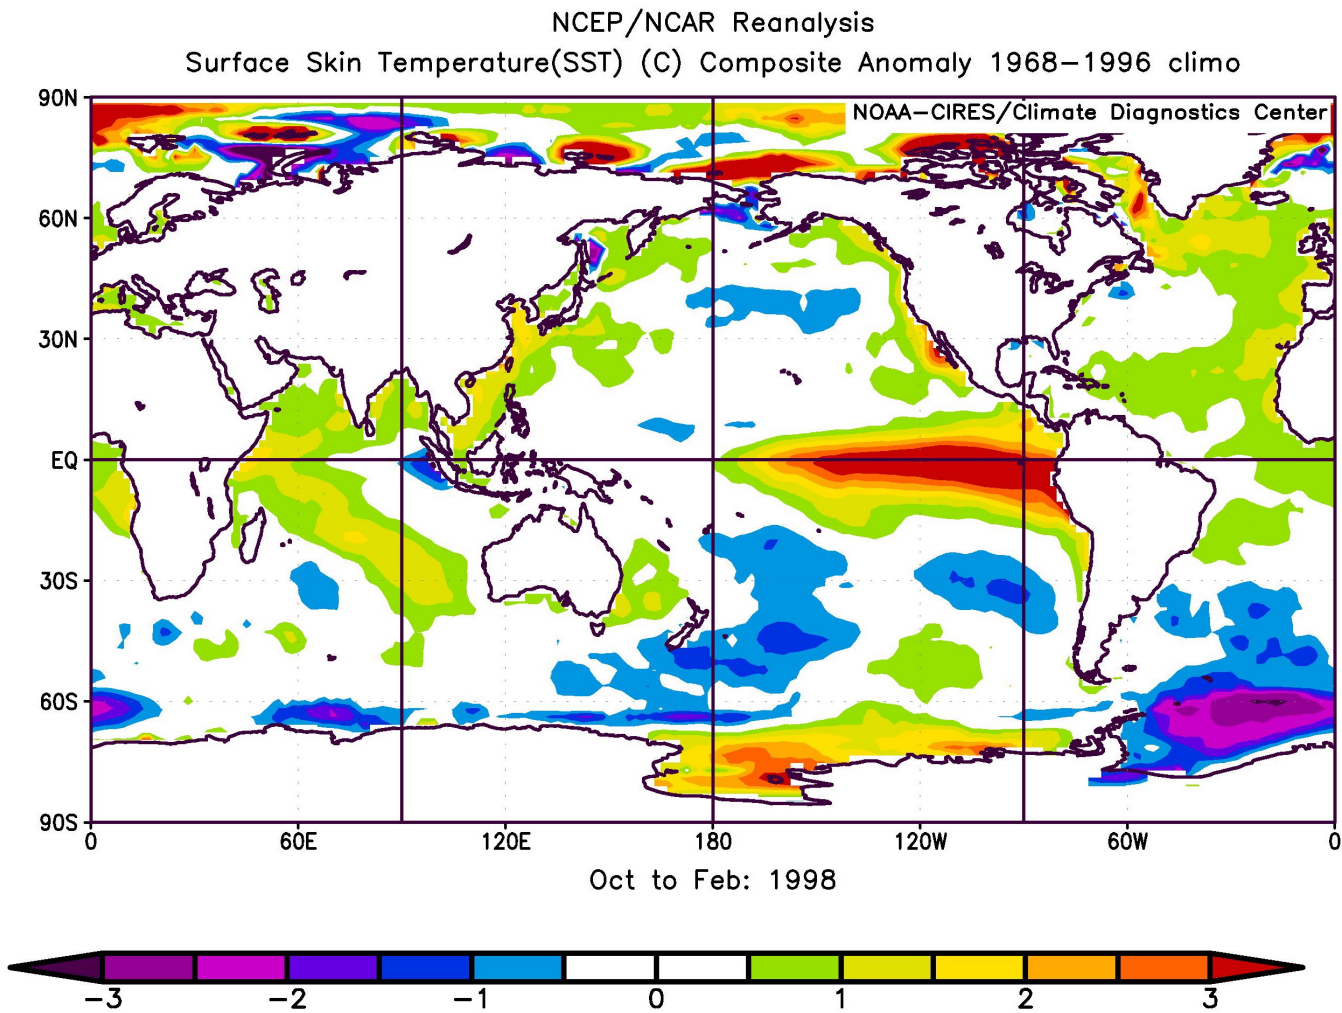 NCEP/NCAR Reanalysis
Surface Skin Temperature(SST) (C) Composite Anomaly 1968−1996 climo
NOAA−CIRES/Climate Diagnostics Center
90N
60N
30N
EQ
30S
60S
90S
0 60E 120E 180 120W 60W 0
Oct to Feb: 1998
−3 −2 −1 0 1 2 3